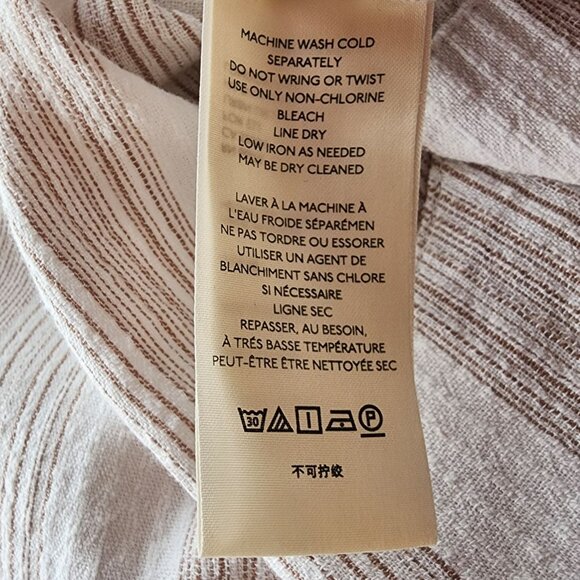 MACHINE WASH COLD
SEPARATELY
DO NOT WRING OR TWIST
USE ONLY NON-CHLORINE
BLEACH
LINE DRY
LOW IRON AS NEEDED
MAY BE DRY CLEANED
LAVER À LA MACHINE À
L'EAU FROIDE SÉPARÉMEN
NE PAS TORDRE OU ESSORER
UTILISER UN AGENT DE
BLANCHIMENT SANS CHLORE
SI NÉCESSAIRE
LIGNE SEC
REPASSER, AU BESOIN,
À TRÉS BASSE TEMPÉRATURE
PEUT-ÊTRE ÊTRE NETTOYÉE SEC
30 P
不可拧绞